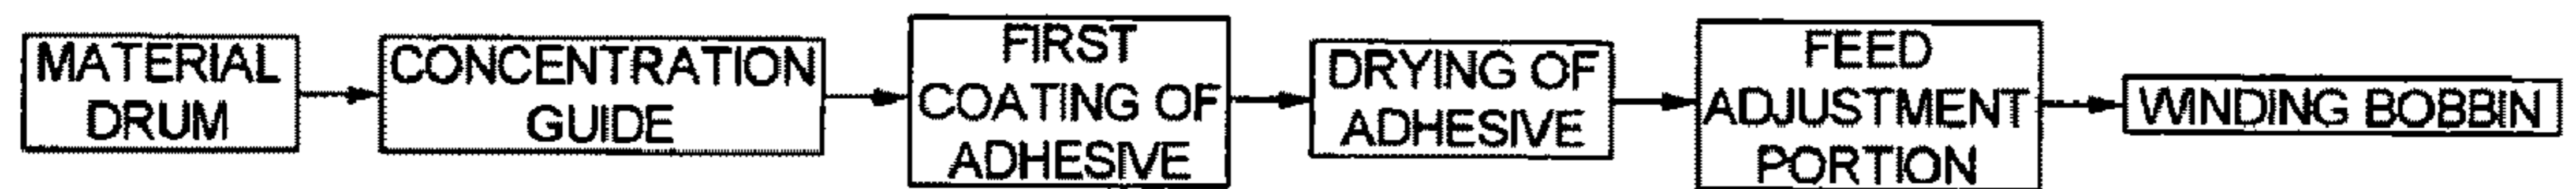 MATERIAL
DRUM
CONCENTRATION
GUIDE
FIRST
COATING OF
ADHESIVE
DRYING OF
ADHESIVE
FEED
ADJUSTMENT
PORTION
WINDING BOBBIN